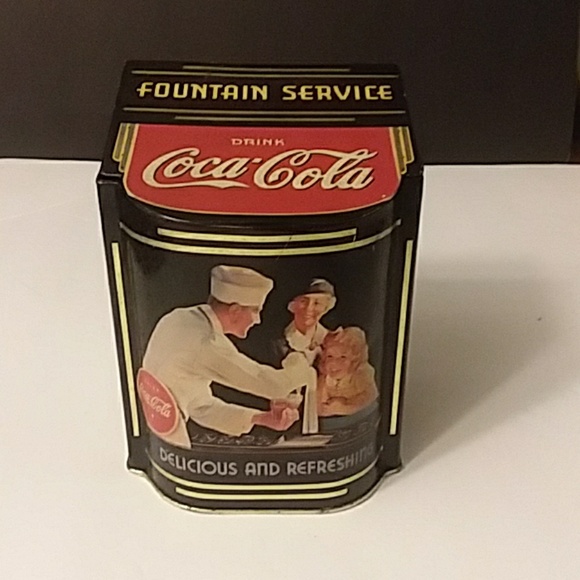 FOUNTAIN SERVICE
DRINK
Coca-Cola
Coca-Cola
DELICIOUS AND REFRESHING